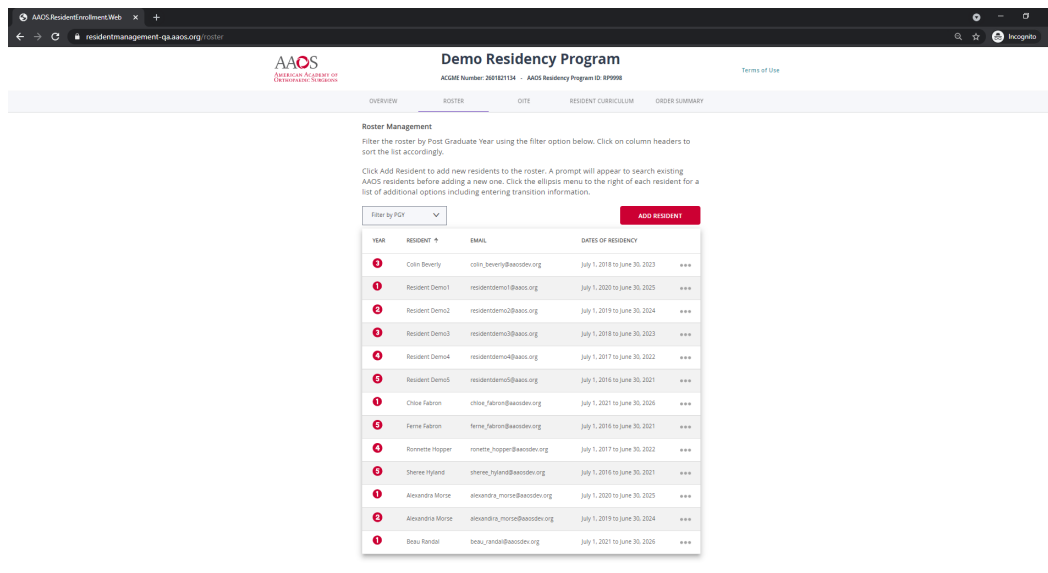 AAOS.ResidentEnrollment.Web
residentmanagement-qa.aaos.org/roster
Incognito
AAOS
AMERICAN ACADEMY OF
ORTHOPAEDIC SURGEONS
Demo Residency Program
ACGME Number: 2601821134 - AAOS Residency Program ID: RP9998
Terms of Use
OVERVIEW ROSTER OITE RESIDENT CURRICULUM ORDER SUMMARY
Roster Management
Filter the roster by Post Graduate Year using the filter option below. Click on column headers to
sort the list accordingly.
Click Add Resident to add new residents to the roster. A prompt will appear to search existing
AAOS residents before adding a new one. Click the ellipsis menu to the right of each resident for a
list of additional options including entering transition information.
Filter by PGY
ADD RESIDENT
YEAR RESIDENT EMAIL DATES OF RESIDENCY
3 Colin Beverly colin_beverly@aaosdev.org July 1, 2018 to June 30, 2023
1 Resident Demo1 residentdemo1@aaos.org July 1, 2020 to June 30, 2025
2 Resident Demo2 residentdemo2@aaos.org July 1, 2019 to June 30, 2024
3 Resident Demo3 residentdemo3@aaos.org July 1, 2018 to June 30, 2023
4 Resident Demo4 residentdemo4@aaos.org July 1, 2017 to June 30, 2022
5 Resident Demo5 residentdemo5@aaos.org July 1, 2016 to June 30, 2021
1 Chloe Fabron chloe_fabron@aaosdev.org July 1, 2021 to June 30, 2026
5 Ferne Fabron ferne_fabron@aaosdev.org July 1, 2016 to June 30, 2021
4 Ronnette Hopper ronette_hopper@aaosdev.org July 1, 2017 to June 30, 2022
5 Sheree Hyland sheree_hyland@aaosdev.org July 1, 2016 to June 30, 2021
1 Alexandra Morse alexandra_morse@aaosdev.org July 1, 2020 to June 30, 2025
2 Alexandria Morse alexandria_morse@aaosdev.org July 1, 2019 to June 30, 2024
1 Beau Randal beau_randal@aaosdev.org July 1, 2021 to June 30, 2026